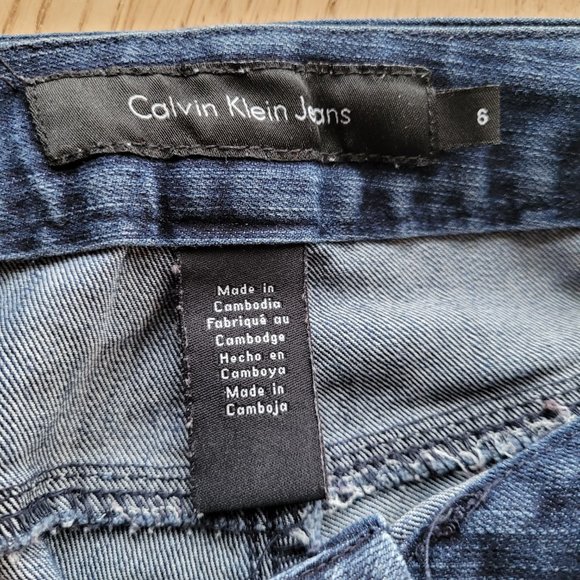 Calvin Klein Jeans
6
Made in
Cambodia
Fabriqué au
Cambodge
Hecho en
Camboya
Made in
Camboja